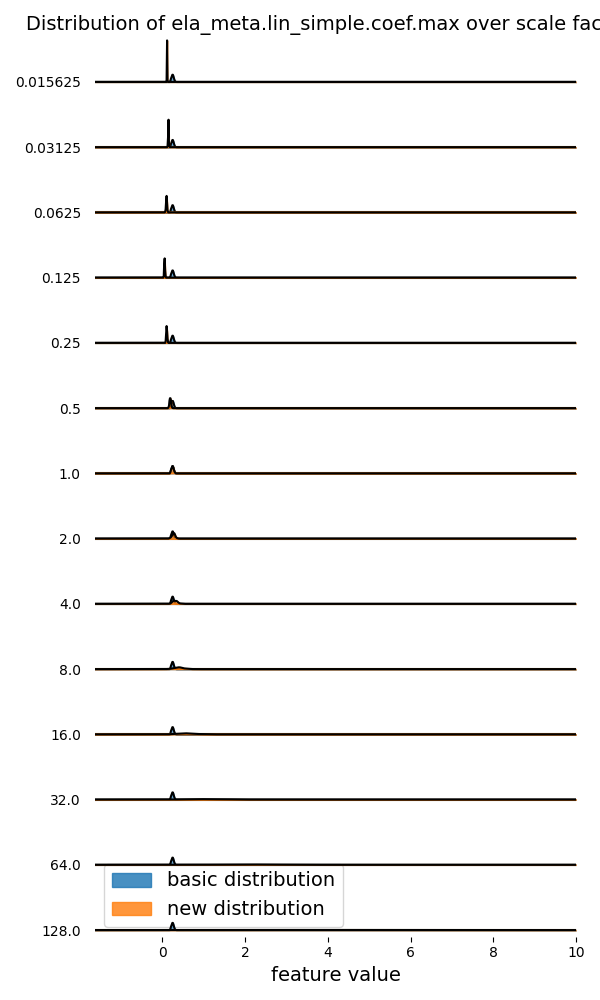 Distribution of ela_meta.lin_simple.coef.max over scale fac
0.015625
0.03125
0.0625
0.125
0.25
0.5
1.0
2.0
4.0
8.0
16.0
32.0
64.0
basic distribution
new distribution
128.0
0 2 4 6 8 10
feature value